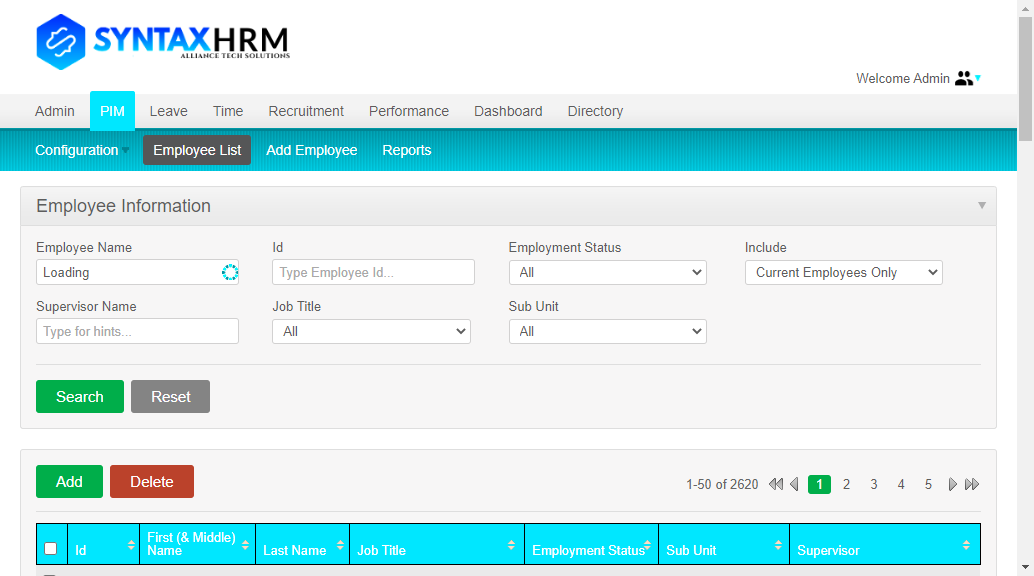 SYNTAXHRM
ALLIANCE TECH SOLUTIONS
Welcome Admin
Admin PIM Leave Time Recruitment Performance Dashboard Directory
Configuration Employee List Add Employee Reports
Employee Information
Employee Name Id Employment Status Include
Loading Type Employee Id... All Current Employees Only
Supervisor Name Job Title Sub Unit
Type for hints... All All
Search Reset
Add Delete 1-50 of 2620 1 2 3 4 5
Id First (& Middle) Name Last Name Job Title Employment Status Sub Unit Supervisor